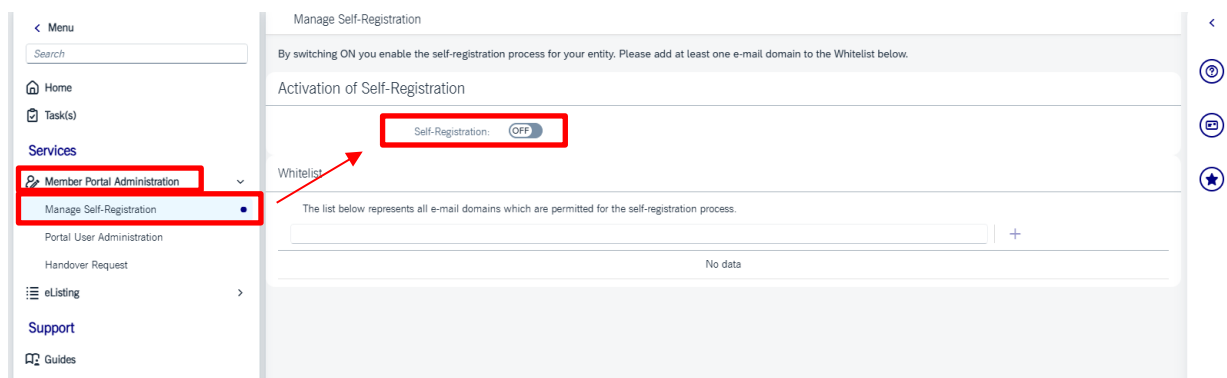 Menu
Search
Home
Task(s)
Services
Member Portal Administration
Manage Self-Registration
Portal User Administration
Handover Request
eListing
Support
Guides
Manage Self-Registration
By switching ON you enable the self-registration process for your entity. Please add at least one e-mail domain to the Whitelist below.
Activation of Self-Registration
Self-Registration: OFF
Whitelist
The list below represents all e-mail domains which are permitted for the self-registration process.
No data